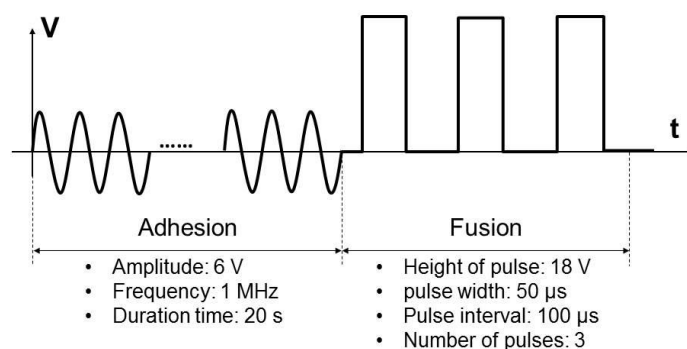 V
......
t
Adhesion
Fusion
• Amplitude: 6 V
• Frequency: 1 MHz
• Duration time: 20 s
• Height of pulse: 18 V
• pulse width: 50 µs
• Pulse interval: 100 µs
• Number of pulses: 3